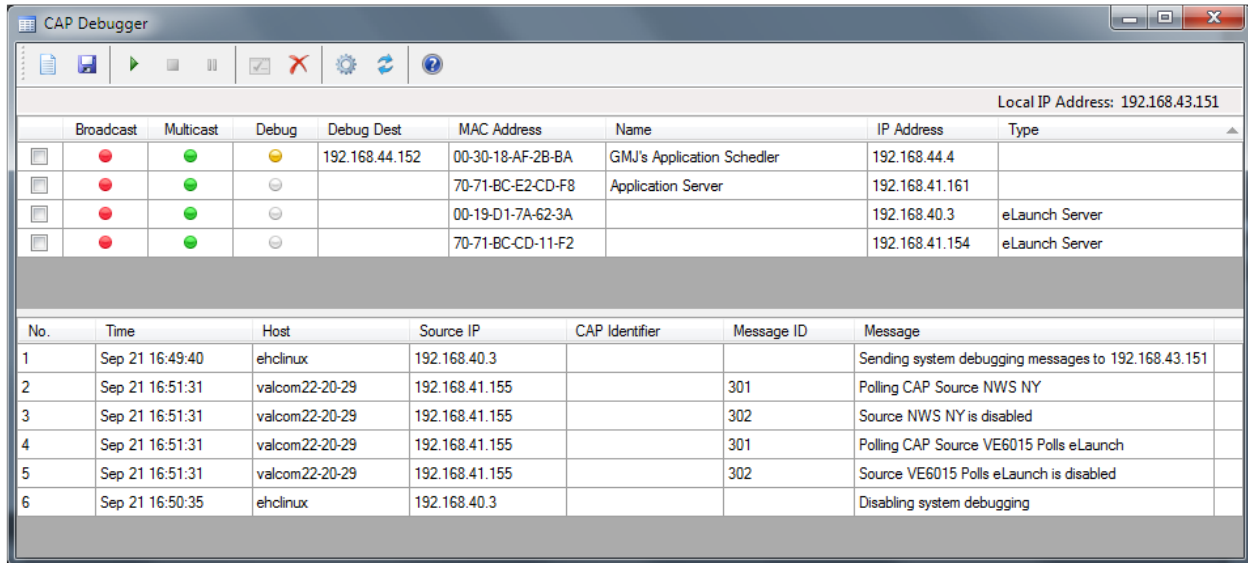 CAP Debugger
Local IP Address: 192.168.43.151
Broadcast Multicast Debug Debug Dest MAC Address Name IP Address Type
192.168.44.152 00-30-18-AF-2B-BA GMJ's Application Schedler 192.168.44.4
70-71-BC-E2-CD-F8 Application Server 192.168.41.161
00-19-D1-7A-62-3A 192.168.40.3 eLaunch Server
70-71-BC-CD-11-F2 192.168.41.154 eLaunch Server
No. Time Host Source IP CAP Identifier Message ID Message
1 Sep 21 16:49:40 ehclinux 192.168.40.3 Sending system debugging messages to 192.168.43.151
2 Sep 21 16:51:31 valcom22-20-29 192.168.41.155 301 Polling CAP Source NWS NY
3 Sep 21 16:51:31 valcom22-20-29 192.168.41.155 302 Source NWS NY is disabled
4 Sep 21 16:51:31 valcom22-20-29 192.168.41.155 301 Polling CAP Source VE6015 Polls eLaunch
5 Sep 21 16:51:31 valcom22-20-29 192.168.41.155 302 Source VE6015 Polls eLaunch is disabled
6 Sep 21 16:50:35 ehclinux 192.168.40.3 Disabling system debugging